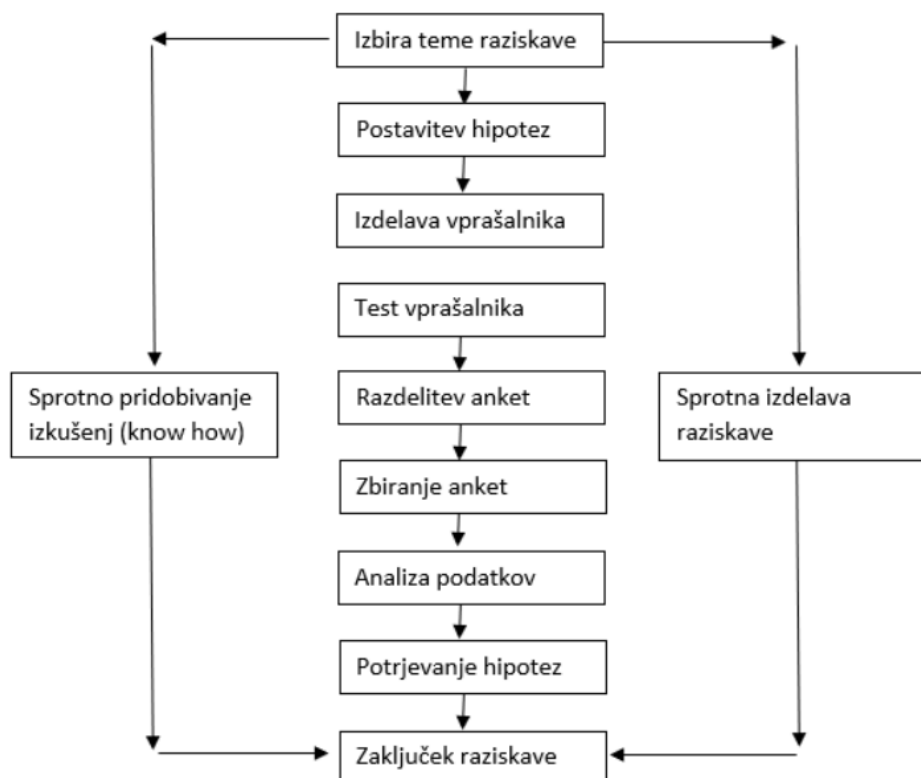 Izbira teme raziskave
Postavitev hipotez
Izdelava vprašalnika
Test vprašalnika
Sprotno pridobivanje
izkušenj (know how)
Razdelitev anket
Sprotna izdelava
raziskave
Zbiranje anket
Analiza podatkov
Potrjevanje hipotez
Zaključek raziskave